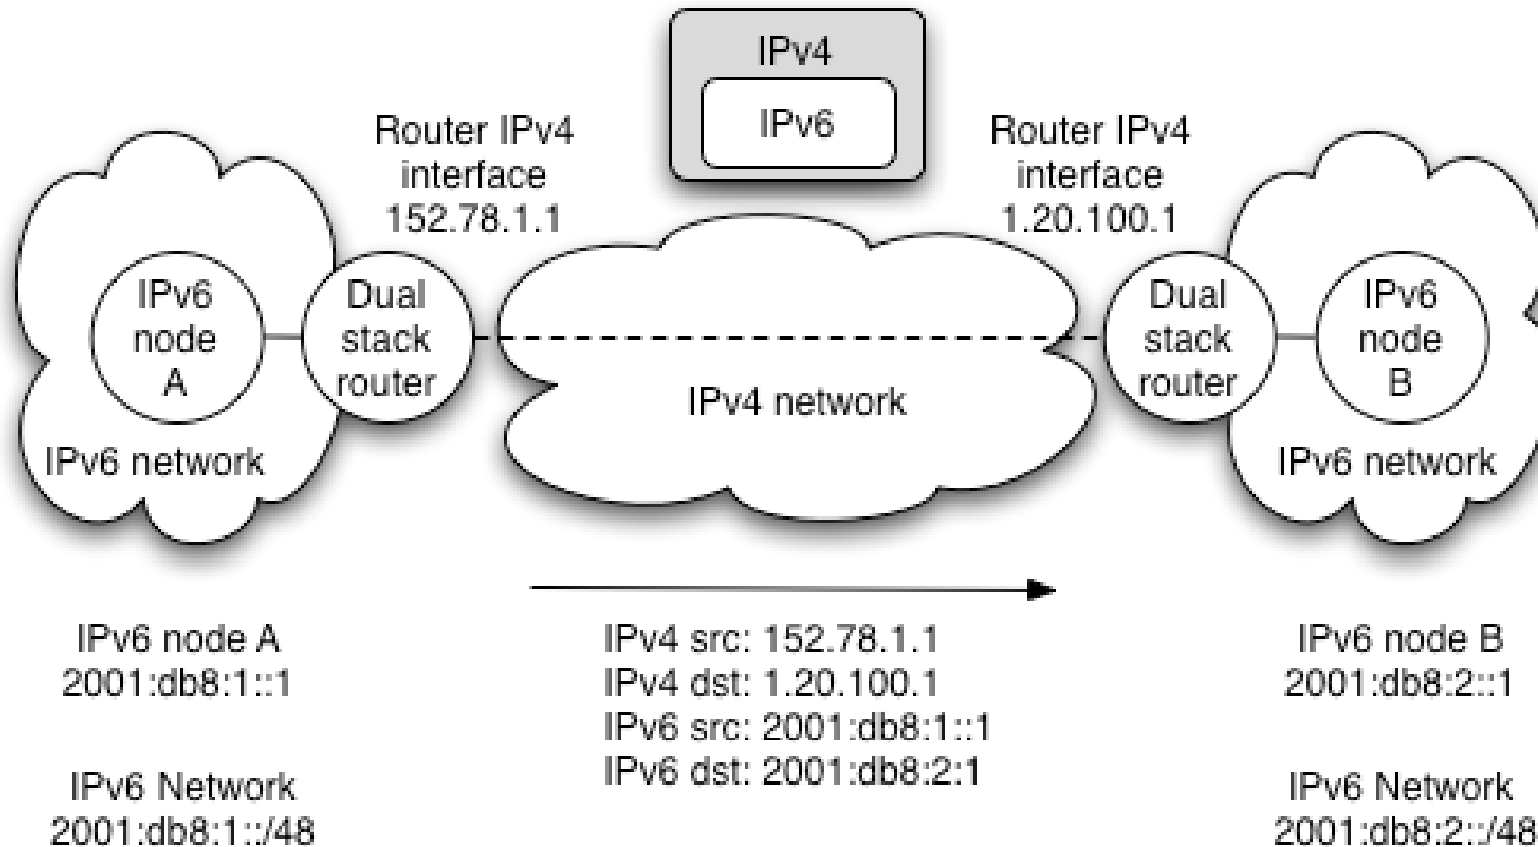 IPv4
IPv6
Router IPv4
interface
152.78.1.1
Router IPv4
interface
1.20.100.1
IPv6
node
A
Dual
stack
router
IPv6 network
IPv4 network
Dual
stack
router
IPv6
node
B
IPv6 network
IPv6 node A
2001:db8:1::1
IPv6 Network
2001:db8:1::/48
IPv4 src: 152.78.1.1
IPv4 dst: 1.20.100.1
IPv6 src: 2001:db8:1::1
IPv6 dst: 2001:db8:2:1
IPv6 node B
2001:db8:2::1
IPv6 Network
2001:db8:2::/48